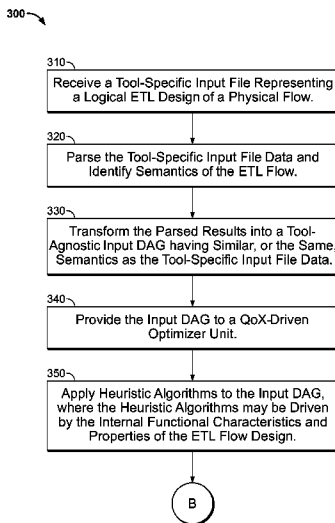 300
310
Receive a Tool-Specific Input File Representing
a Logical ETL Design of a Physical Flow.
320
Parse the Tool-Specific Input File Data and
Identify Semantics of the ETL Flow.
330
Transform the Parsed Results into a Tool-
Agnostic Input DAG having Similar, or the Same,
Semantics as the Tool-Specific Input File Data.
340
Provide the Input DAG to a QoX-Driven
Optimizer Unit.
350
Apply Heuristic Algorithms to the Input DAG,
where the Heuristic Algorithms may be Driven
by the Internal Functional Characteristics and
Properties of the ETL Flow Design.
B